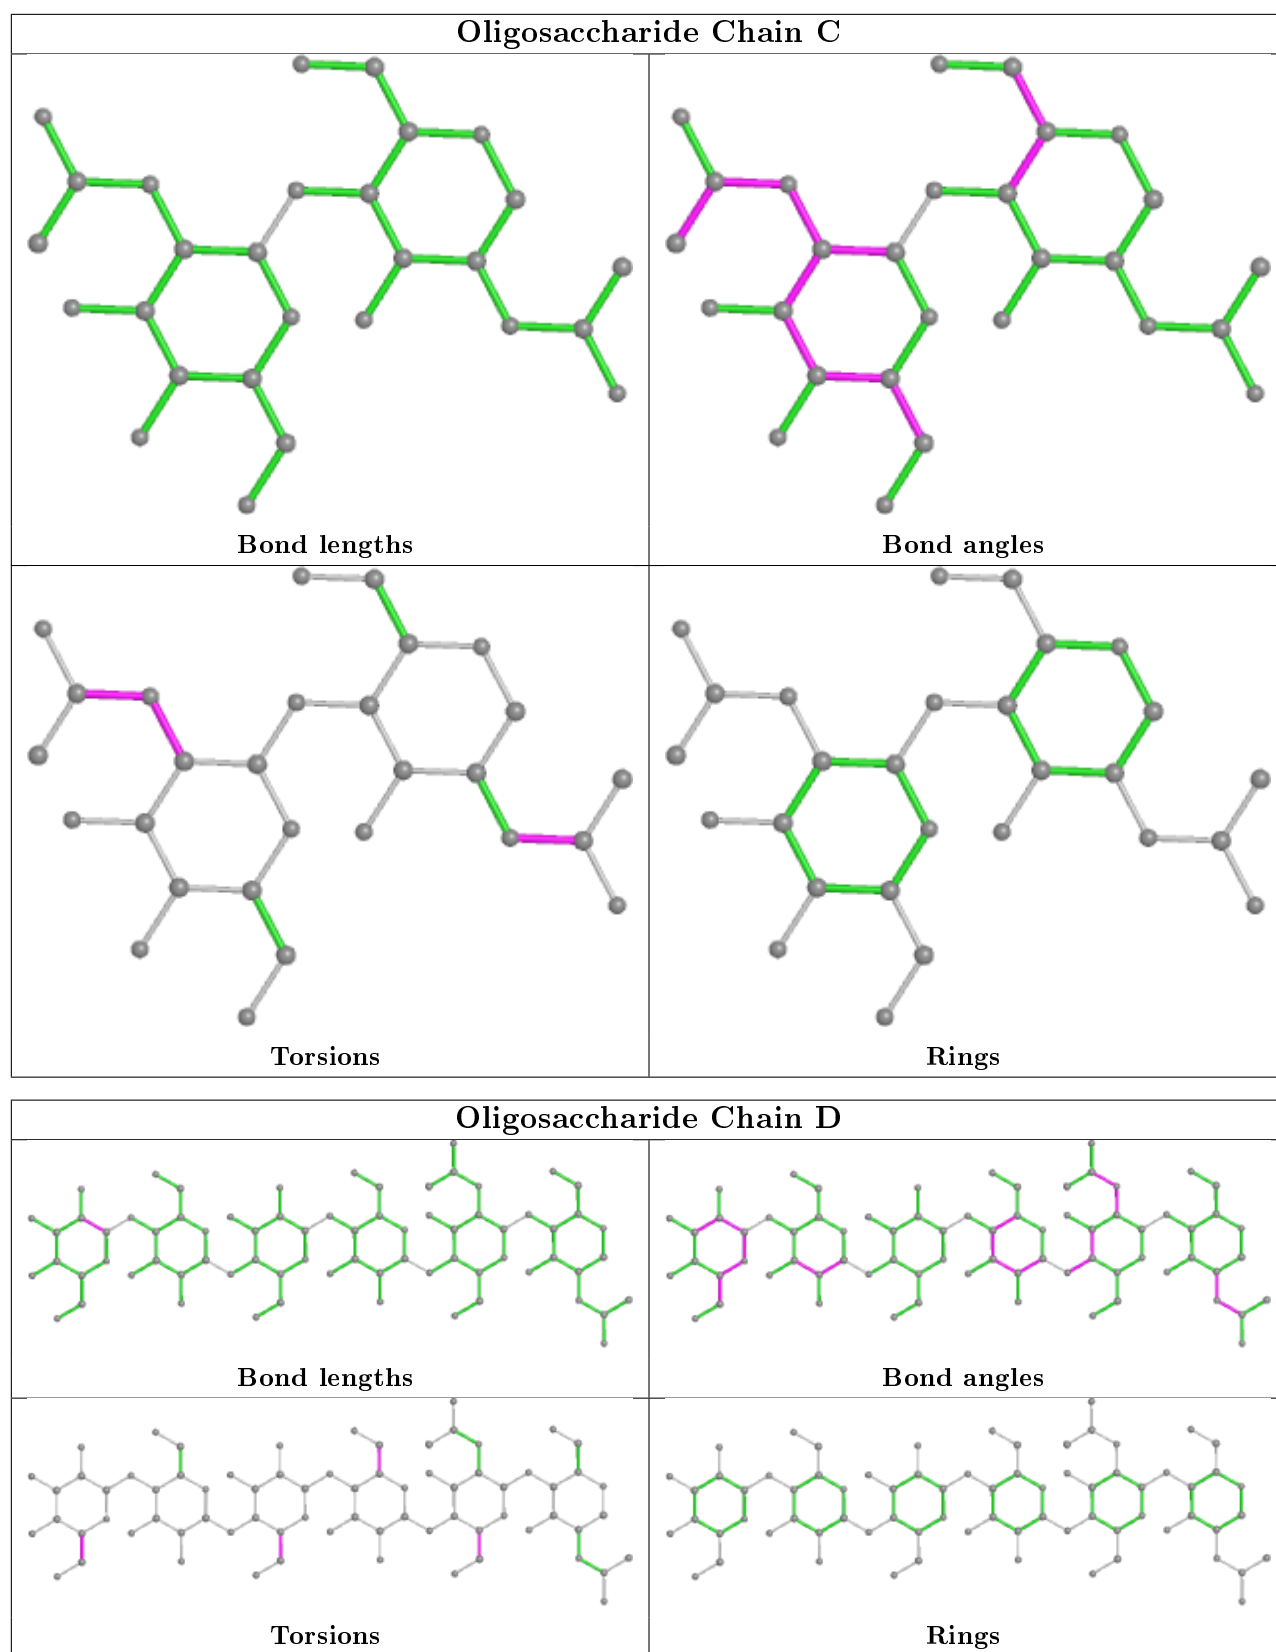 Oligosaccharide Chain C
Bond lengths
Bond angles
Torsions
Rings
Oligosaccharide Chain D
Bond lengths
Bond angles
Torsions
Rings